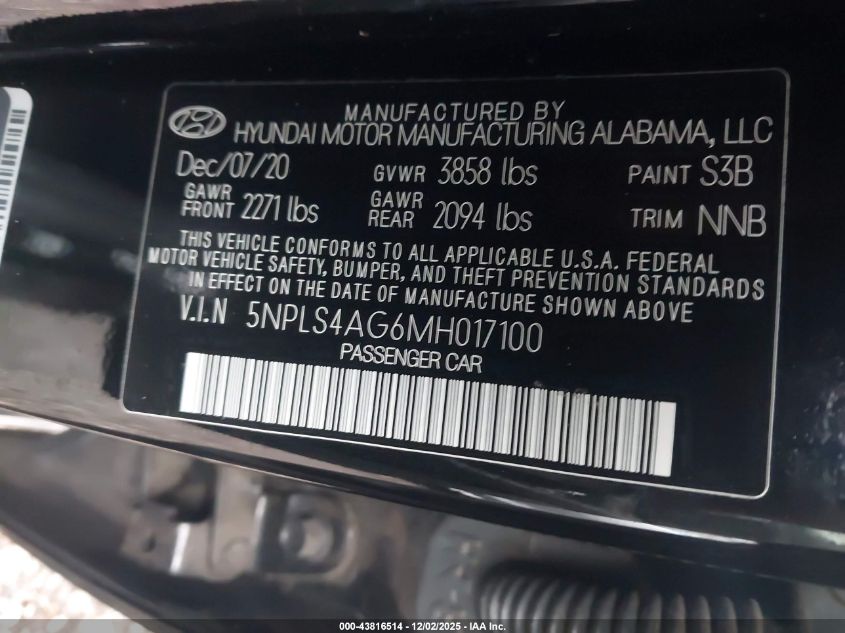 MANUFACTURED BY
HYUNDAI MOTOR MANUFACTURING ALABAMA, LLC
Dec/07/20 GVWR 3858 lbs PAINT S3B
GAWR FRONT 2271 lbs GAWR REAR 2094 lbs TRIM NNB
THIS VEHICLE CONFORMS TO ALL APPLICABLE U.S.A. FEDERAL
MOTOR VEHICLE SAFETY, BUMPER, AND THEFT PREVENTION STANDARDS
IN EFFECT ON THE DATE OF MANUFACTURE SHOWN ABOVE
V.I.N 5NPLS4AG6MH017100
PASSENGER CAR
000-43816514 - 12/02/2025 - IAA Inc.